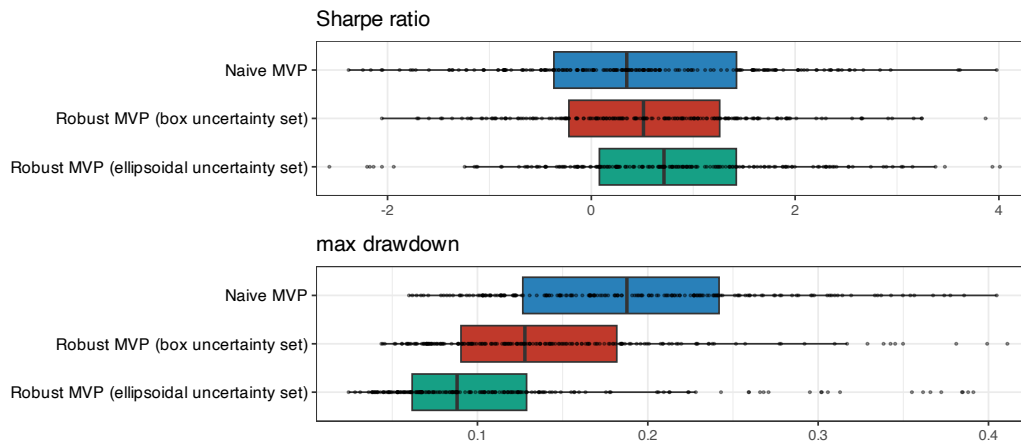 Sharpe ratio
Naive MVP
Robust MVP (box uncertainty set)
Robust MVP (ellipsoidal uncertainty set)
-2 0 2 4
max drawdown
Naive MVP
Robust MVP (box uncertainty set)
Robust MVP (ellipsoidal uncertainty set)
0.1 0.2 0.3 0.4